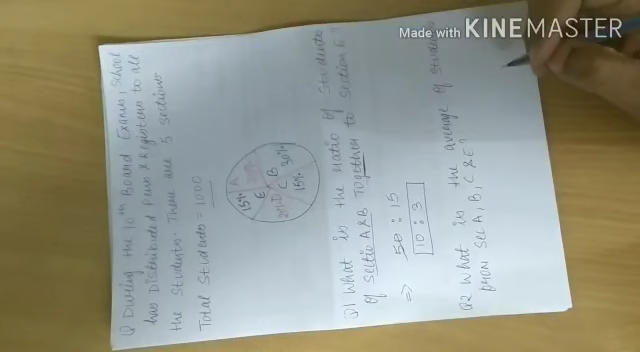 Made with KINEMASTER
Q During the 10th Board Exams, School
has Distributed Pens & Registers to all
the Students. There are 5 sections
Total Students = 1000
15% A
E B 30%
20% D C
15%
Q1 What is the Ratio of Students
of Sectio A&B Together to Section E?
⇒ 50 : 15
10 : 3
Q2 What is the average of Students
from Sec A, B, C & E?